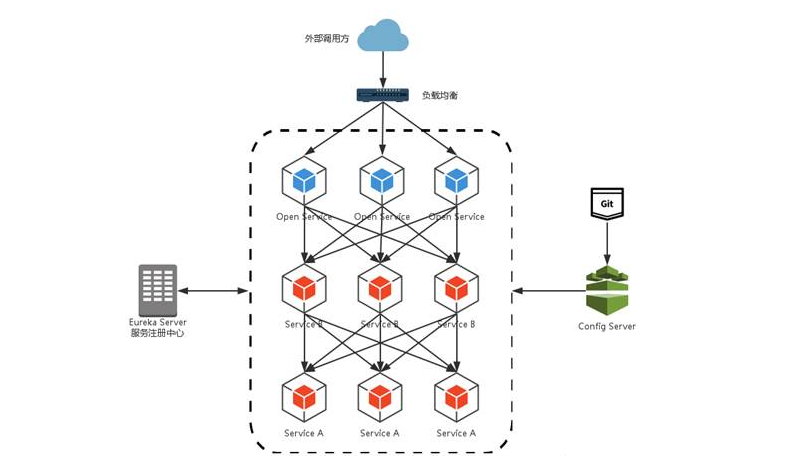 外部调用方
负载均衡
Open Service
Open Service
Open Service
Git
Service B
Service B
Service B
Eureka Server
服务注册中心
Config Server
Service A
Service A
Service A